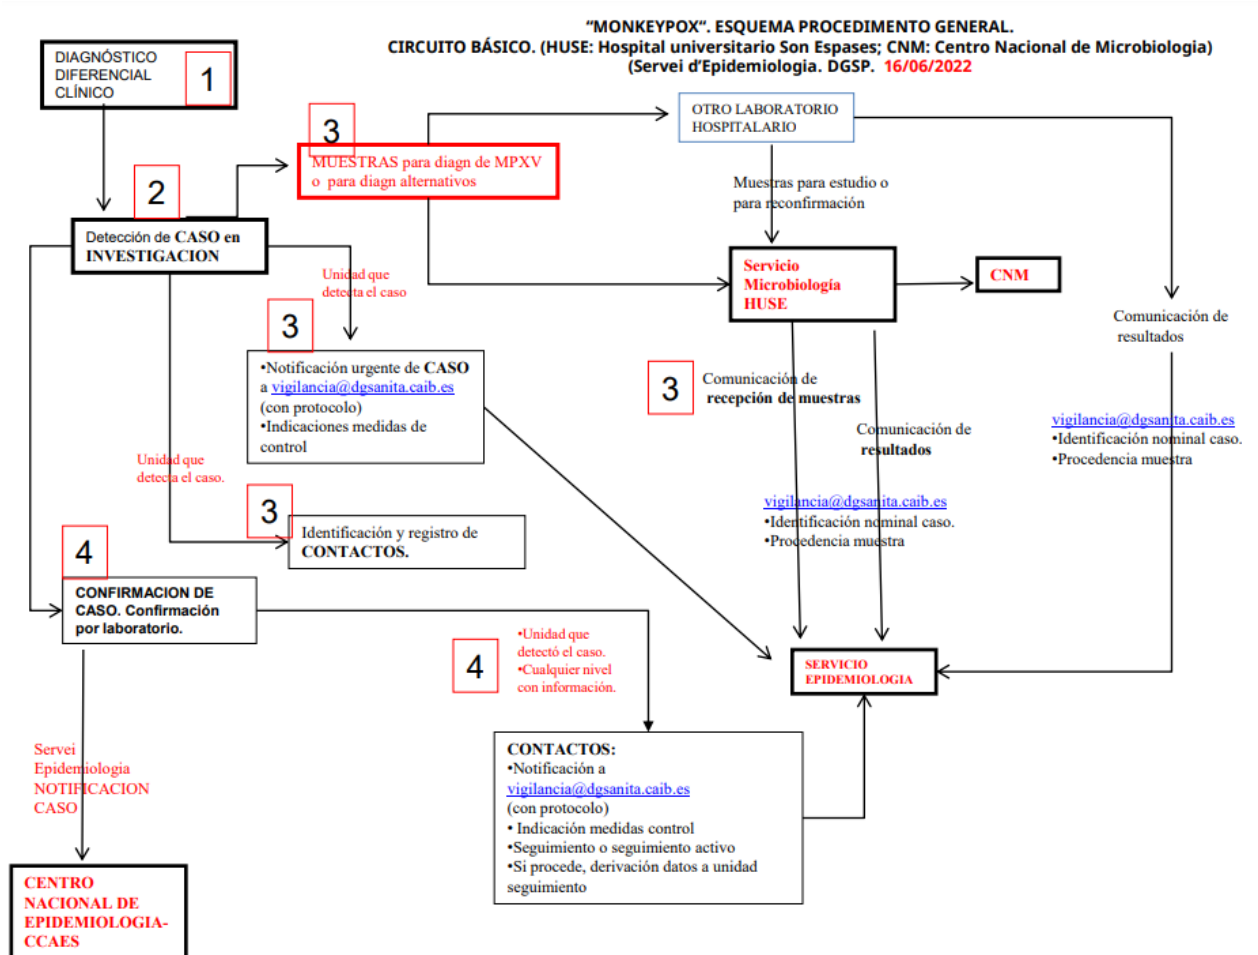 “MONKEYPOX“. ESQUEMA PROCEDIMENTO GENERAL.
CIRCUITO BÁSICO. (HUSE: Hospital universitario Son Espases; CNM: Centro Nacional de Microbiologia)
(Servei d’Epidemiologia. DGSP. 16/06/2022
DIAGNÓSTICO
DIFERENCIAL
CLÍNICO
1
2
Detección de CASO en
INVESTIGACION
3
MUESTRAS para diagn de MPXV
o para diagn alternativos
OTRO LABORATORIO
HOSPITALARIO
Muestras para estudio o
para reconfirmación
Servicio
Microbiología
HUSE
CNM
Comunicación de
resultados
vigilancia@dgsanita.caib.es
•Identificación nominal caso.
•Procedencia muestra
Unidad que
detecta el caso
3
•Notificación urgente de CASO
a vigilancia@dgsanita.caib.es
(con protocolo)
•Indicaciones medidas de
control
3
Comunicación de
recepción de muestras
Comunicación de
resultados
vigilancia@dgsanita.caib.es
•Identificación nominal caso.
•Procedencia muestra
Unidad que
detecta el caso.
3
Identificación y registro de
CONTACTOS.
4
CONFIRMACION DE
CASO. Confirmación
por laboratorio.
4
•Unidad que
detectó el caso.
•Cualquier nivel
con información.
SERVICIO
EPIDEMIOLOGIA
CONTACTOS:
•Notificación a
vigilancia@dgsanita.caib.es
(con protocolo)
• Indicación medidas control
•Seguimiento o seguimiento activo
•Si procede, derivación datos a unidad
seguimiento
Servei
Epidemiologia
NOTIFICACION
CASO
CENTRO
NACIONAL DE
EPIDEMIOLOGIA-
CCAES